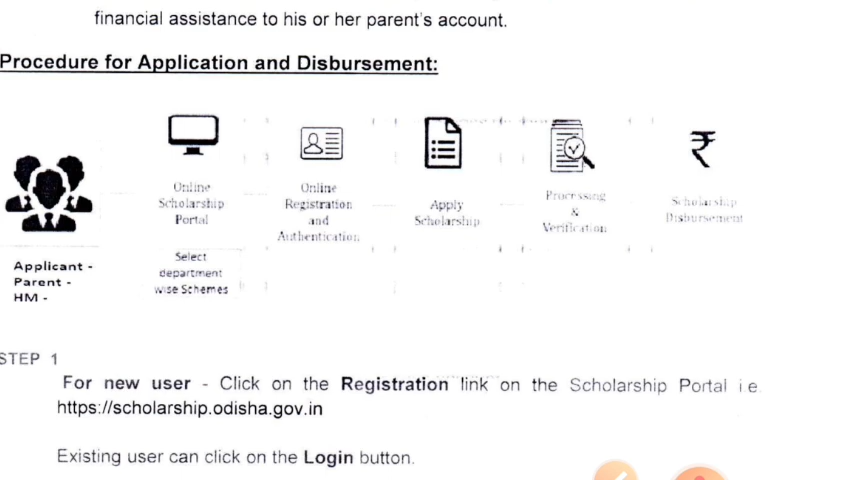 financial assistance to his or her parent's account.
Procedure for Application and Disbursement:
Applicant -
Parent -
HM -
Online
Scholarship
Portal
Select
department
wise Schemes
Online
Registration
and
Authentication
Apply
Scholarship
Processing
&
Verification
₹
Scholarship
Disbursement
STEP 1
For new user - Click on the Registration link on the Scholarship Portal i e
https://scholarship.odisha.gov.in
Existing user can click on the Login button.